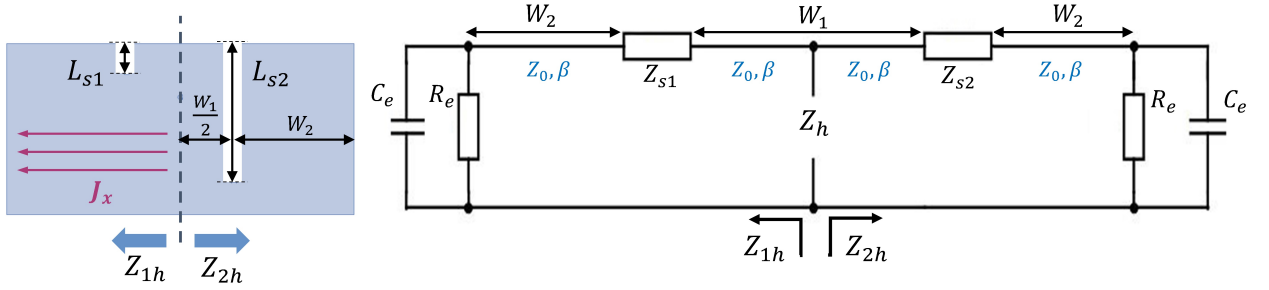 L_{s1}
L_{s2}
\frac{W_1}{2}
W_2
J_x
Z_{1h}
Z_{2h}
W_2
W_1
W_2
Z_0, β
Z_{s1}
Z_0, β
Z_0, β
Z_{s2}
Z_0, β
C_e
R_e
Z_h
R_e
C_e
Z_{1h}
Z_{2h}